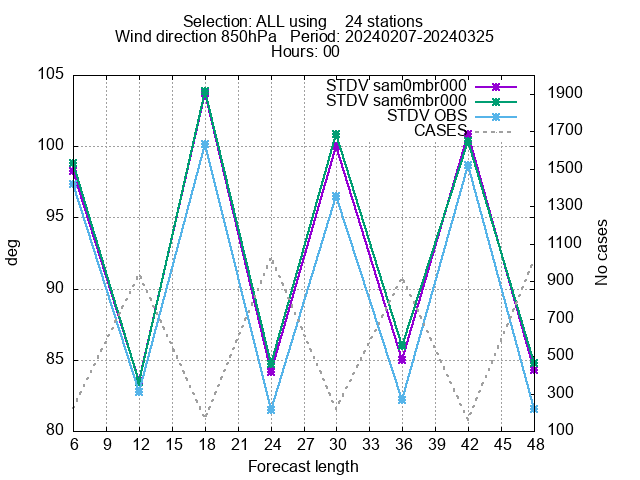 Selection: ALL using    24 stations
Wind direction 850hPa   Period: 20240207-20240325
Hours: 00
STDV sam0mbr000
STDV sam6mbr000
STDV OBS
CASES
105
100
95
90
85
80
deg
1900
1700
1500
1300
1100
900
700
500
300
100
No cases
6 9 12 15 18 21 24 27 30 33 36 39 42 45 48
Forecast length